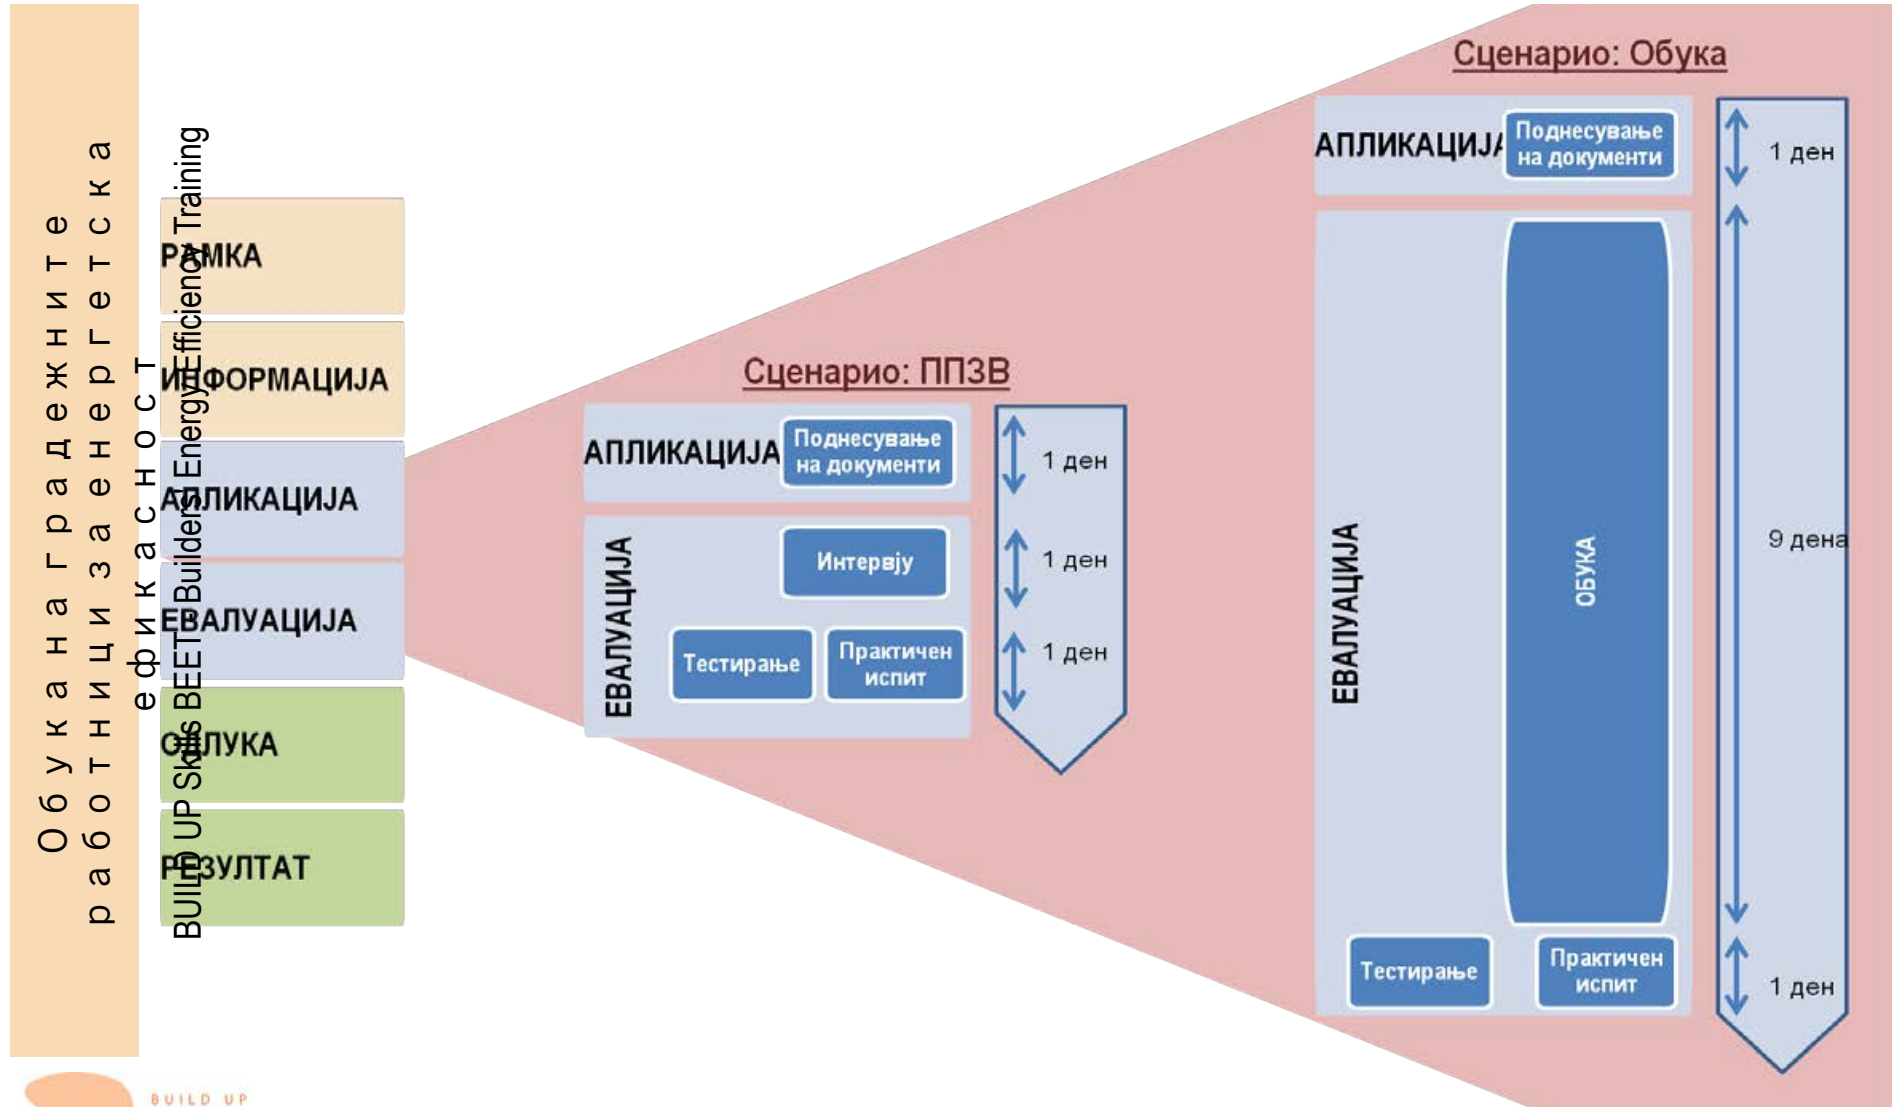 Обука на градежните
работници за енергетска
ефикасност
BUILD UP Skills BEET - Builders' Energy Efficiency Training
РАМКА
ИНФОРМАЦИЈА
АПЛИКАЦИЈА
ЕВАЛУАЦИЈА
ОДЛУКА
РЕЗУЛТАТ
Сценарио: ППЗВ
АПЛИКАЦИЈА
Поднесување
на документи
1 ден
ЕВАЛУАЦИЈА
Интервју
1 ден
Тестирање
Практичен
испит
1 ден
Сценарио: Обука
АПЛИКАЦИЈА
Поднесување
на документи
1 ден
ЕВАЛУАЦИЈА
ОБУКА
9 дена
Тестирање
Практичен
испит
1 ден
BUILD UP